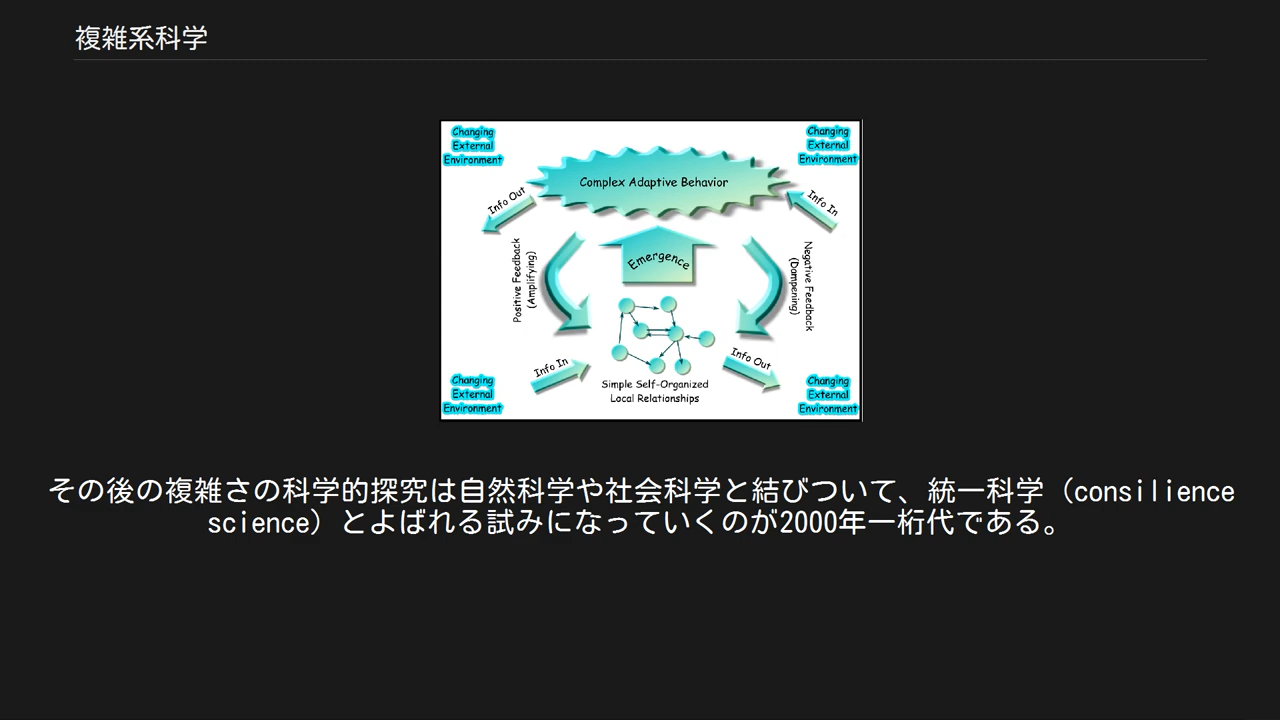 複雑系科学
Changing
External
Environment
Changing
External
Environment
Complex Adaptive Behavior
Info Out
Info In
Positive Feedback
(Amplifying)
Emergence
Negative Feedback
(Dampening)
Info In
Info Out
Simple Self-Organized
Local Relationships
Changing
External
Environment
Changing
External
Environment
その後の複雑さの科学的探究は自然科学や社会科学と結びついて、統一科学（consilience
science）とよばれる試みになっていくのが2000年一桁代である。